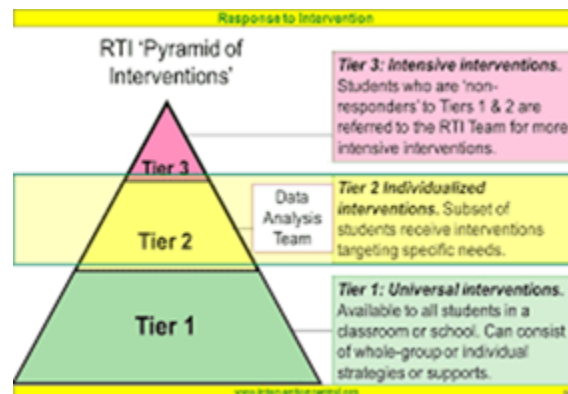 Response to Intervention
RTI 'Pyramid of
Interventions'
Tier 3: Intensive interventions.
Students who are 'non-
responders' to Tiers 1 & 2 are
referred to the RTI Team for more
intensive interventions.
Tier 3
Data
Analysis
Team
Tier 2 Individualized
interventions. Subset of
students receive interventions
targeting specific needs.
Tier 2
Tier 1: Universal interventions.
Available to all students in a
classroom or school. Can consist
of whole-group or individual
strategies or supports.
Tier 1